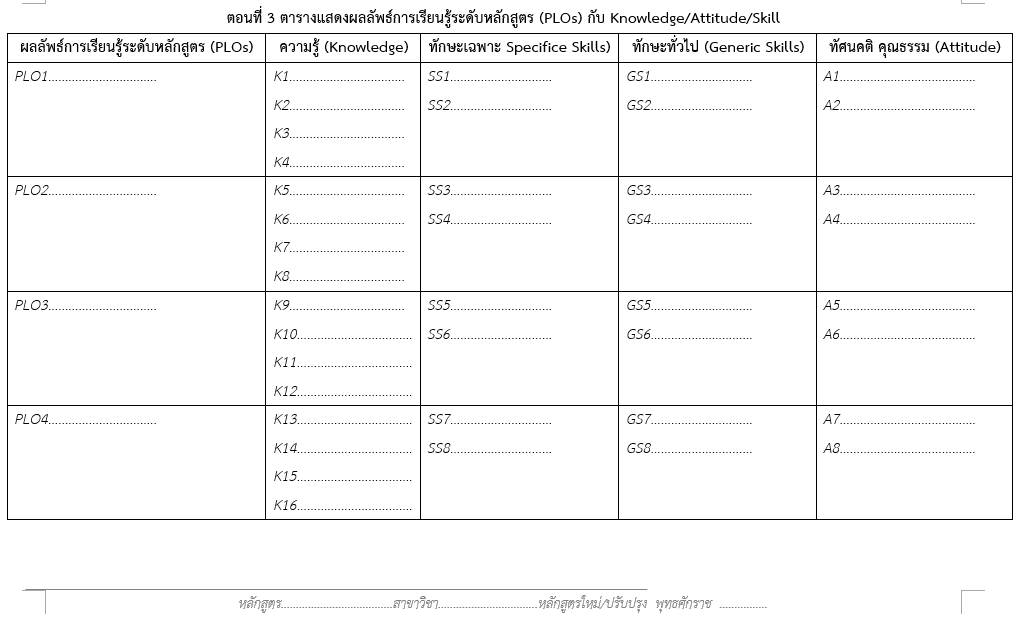 ตอนที่ 3 ตารางแสดงผลลัพธ์การเรียนรู้ระดับหลักสูตร (PLOs) กับ Knowledge/Attitude/Skill
ผลลัพธ์การเรียนรู้ระดับหลักสูตร (PLOs) ความรู้ (Knowledge) ทักษะเฉพาะ Specifice Skills) ทักษะทั่วไป (Generic Skills) ทัศนคติ คุณธรรม (Attitude)
PLO1................................ K1.................................. SS1.............................. GS1.............................. A1........................................
K2.................................. SS2.............................. GS2.............................. A2........................................
K3..................................
K4..................................
PLO2................................ K5.................................. SS3.............................. GS3.............................. A3........................................
K6.................................. SS4.............................. GS4.............................. A4........................................
K7..................................
K8..................................
PLO3................................ K9.................................. SS5.............................. GS5.............................. A5........................................
K10.................................. SS6.............................. GS6.............................. A6........................................
K11..................................
K12..................................
PLO4................................ K13.................................. SS7.............................. GS7.............................. A7........................................
K14.................................. SS8.............................. GS8.............................. A8........................................
K15..................................
K16..................................
หลักสูตร.................................สาขาวิชา..............................หลักสูตรใหม่/ปรับปรุง พุทธศักราช ..............